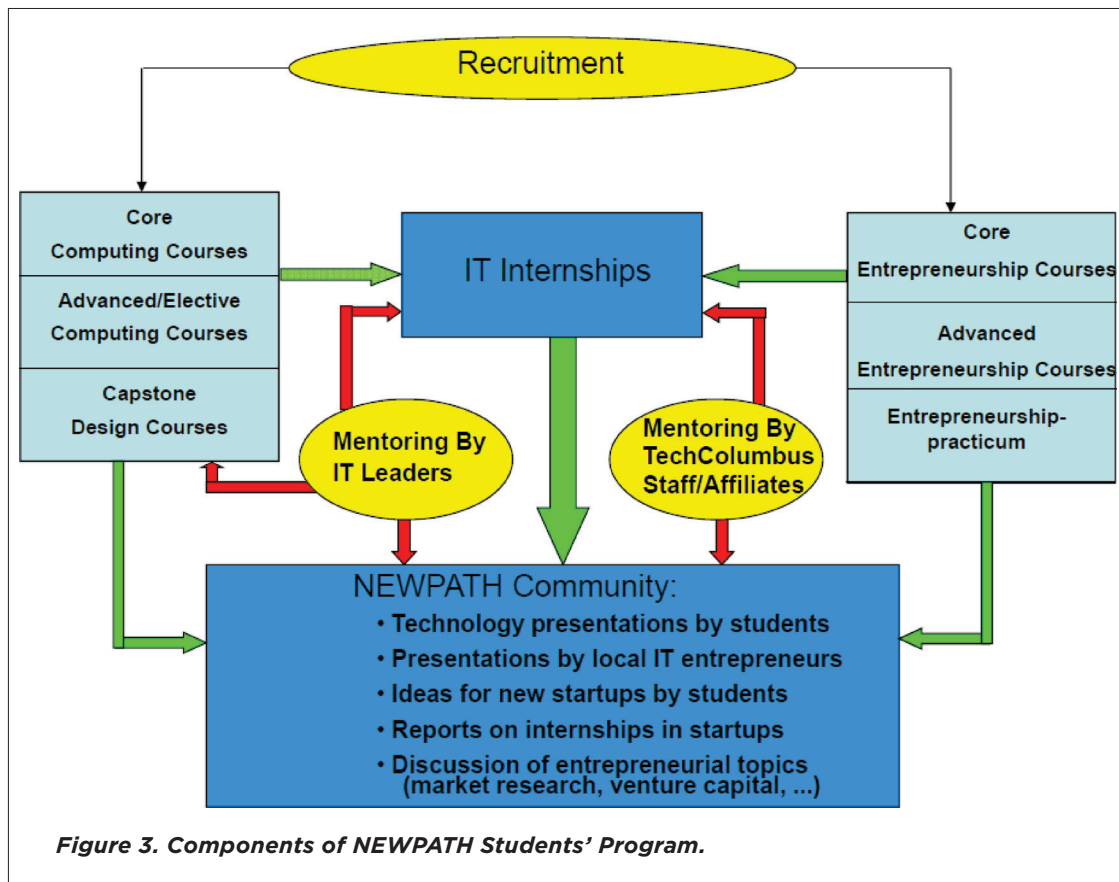 Recruitment
Core
Computing Courses
Advanced/Elective
Computing Courses
Capstone
Design Courses
IT Internships
Core
Entrepreneurship Courses
Advanced
Entrepreneurship Courses
Entrepreneurship-
practicum
Mentoring By
IT Leaders
Mentoring By
TechColumbus
Staff/Affiliates
NEWPATH Community:
• Technology presentations by students
• Presentations by local IT entrepreneurs
• Ideas for new startups by students
• Reports on internships in startups
• Discussion of entrepreneurial topics
(market research, venture capital, ...)
Figure 3. Components of NEWPATH Students’ Program.